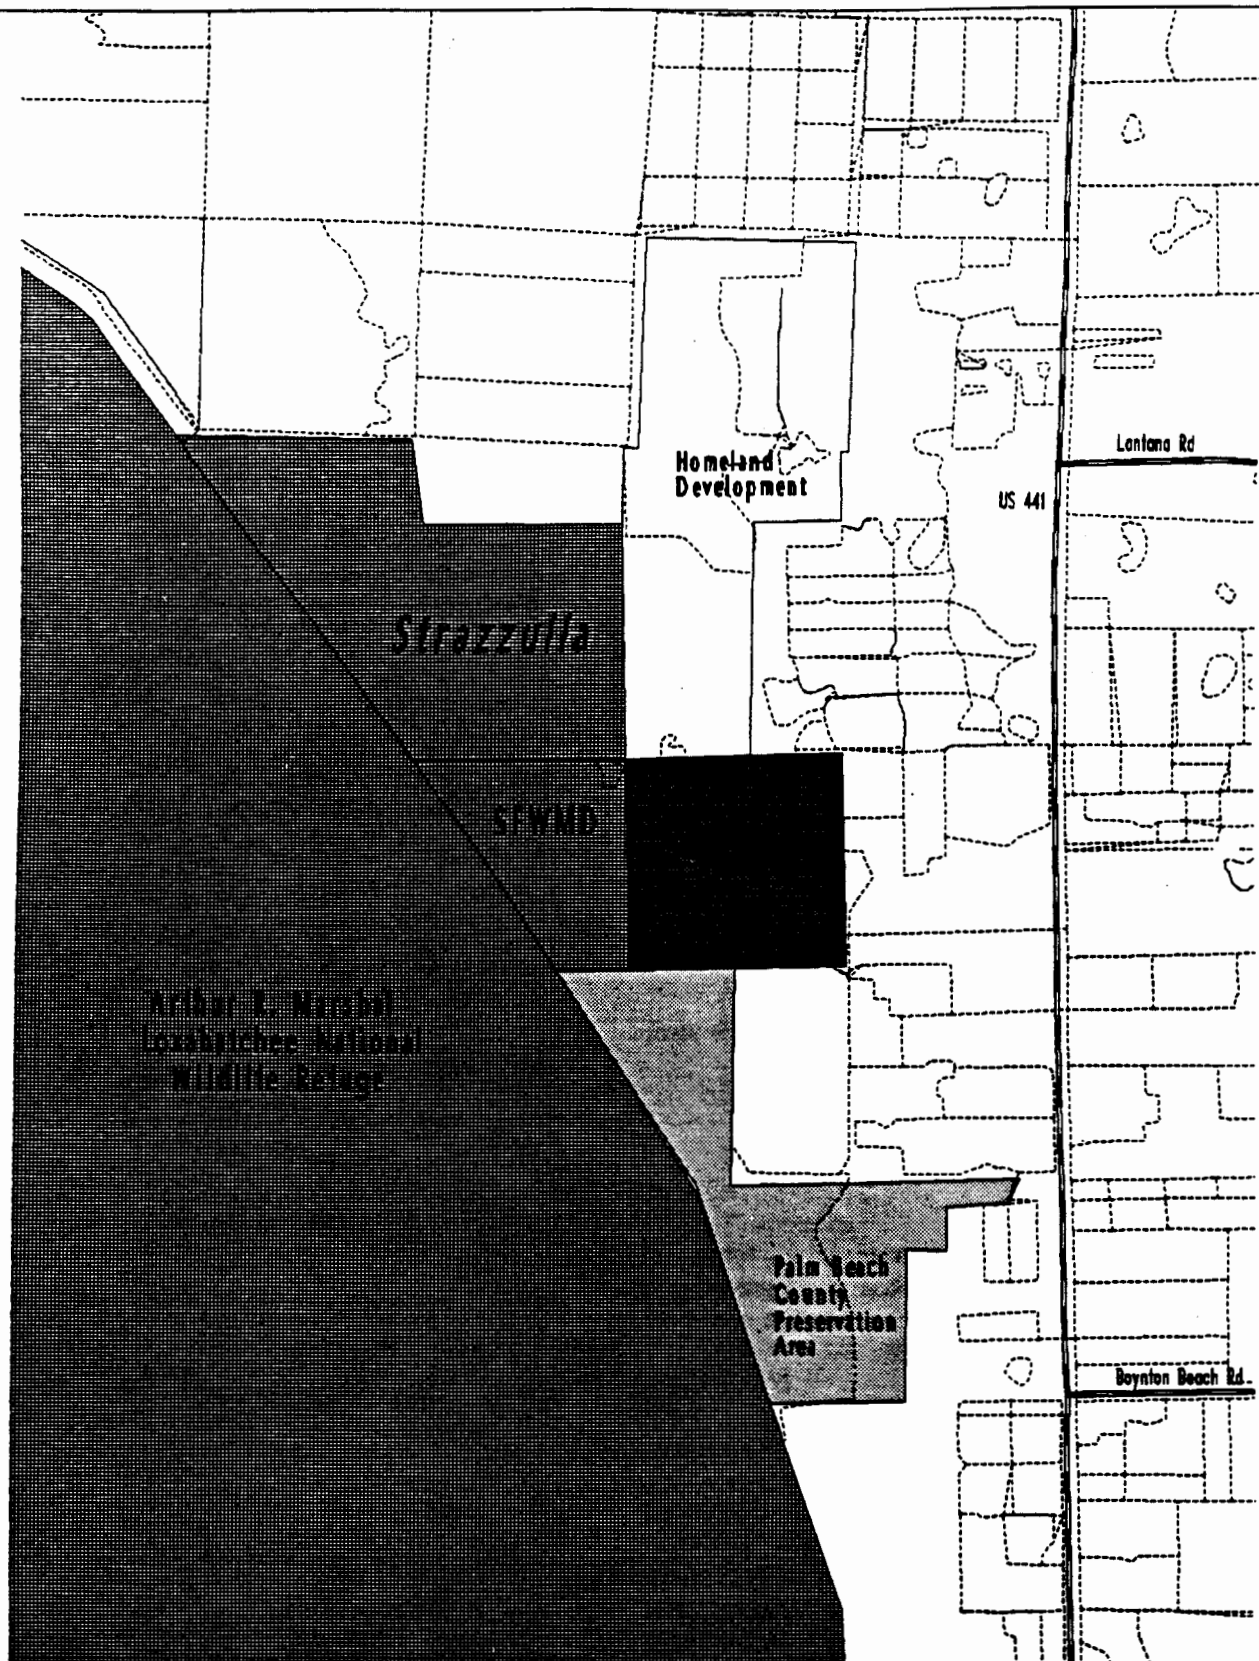 Homeland
Development
Lantana Rd
US 441
Strazzulla
SFWMD
Arthur R. Marshal
Loxahatchee National
Wildlife Refuge
Palm Beach
County
Preservation
Area
Boynton Beach Rd.